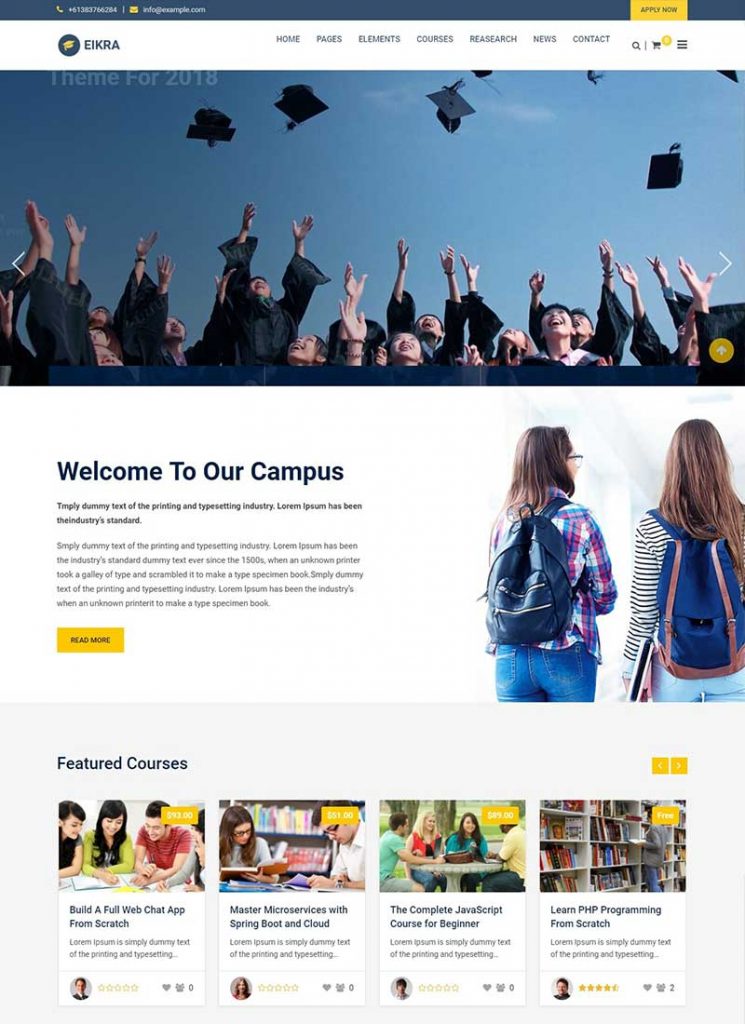 +61383766284 | info@example.com
APPLY NOW
EIKRA
HOME PAGES ELEMENTS COURSES REASEARCH NEWS CONTACT
0
Theme For 2018
Welcome To Our Campus
Tmply dummy text of the printing and typesetting industry. Lorem Ipsum has been
theindustry's standard.
Smply dummy text of the printing and typesetting industry. Lorem Ipsum has been
the industry's standard dummy text ever since the 1500s, when an unknown printer
took a galley of type and scrambled it to make a type specimen book.Smply dummy
text of the printing and typesetting industry. Lorem Ipsum has been the industry's
when an unknown printerit to make a type specimen book.
READ MORE
Featured Courses
$93.00
$51.00
$89.00
Free
Build A Full Web Chat App
From Scratch
Lorem Ipsum is simply dummy text
of the printing and typesetting...
0
Master Microservices with
Spring Boot and Cloud
Lorem Ipsum is simply dummy text
of the printing and typesetting...
0
The Complete JavaScript
Course for Beginner
Lorem Ipsum is simply dummy text
of the printing and typesetting...
0
Learn PHP Programming
From Scratch
Lorem Ipsum is simply dummy text
of the printing and typesetting...
2